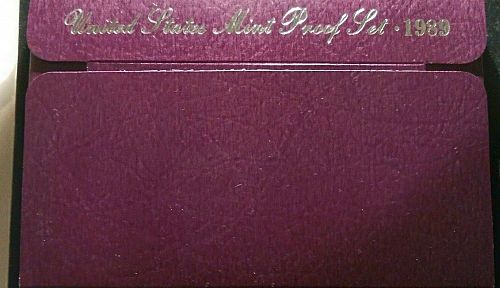 United States Mint Proof Set · 1989